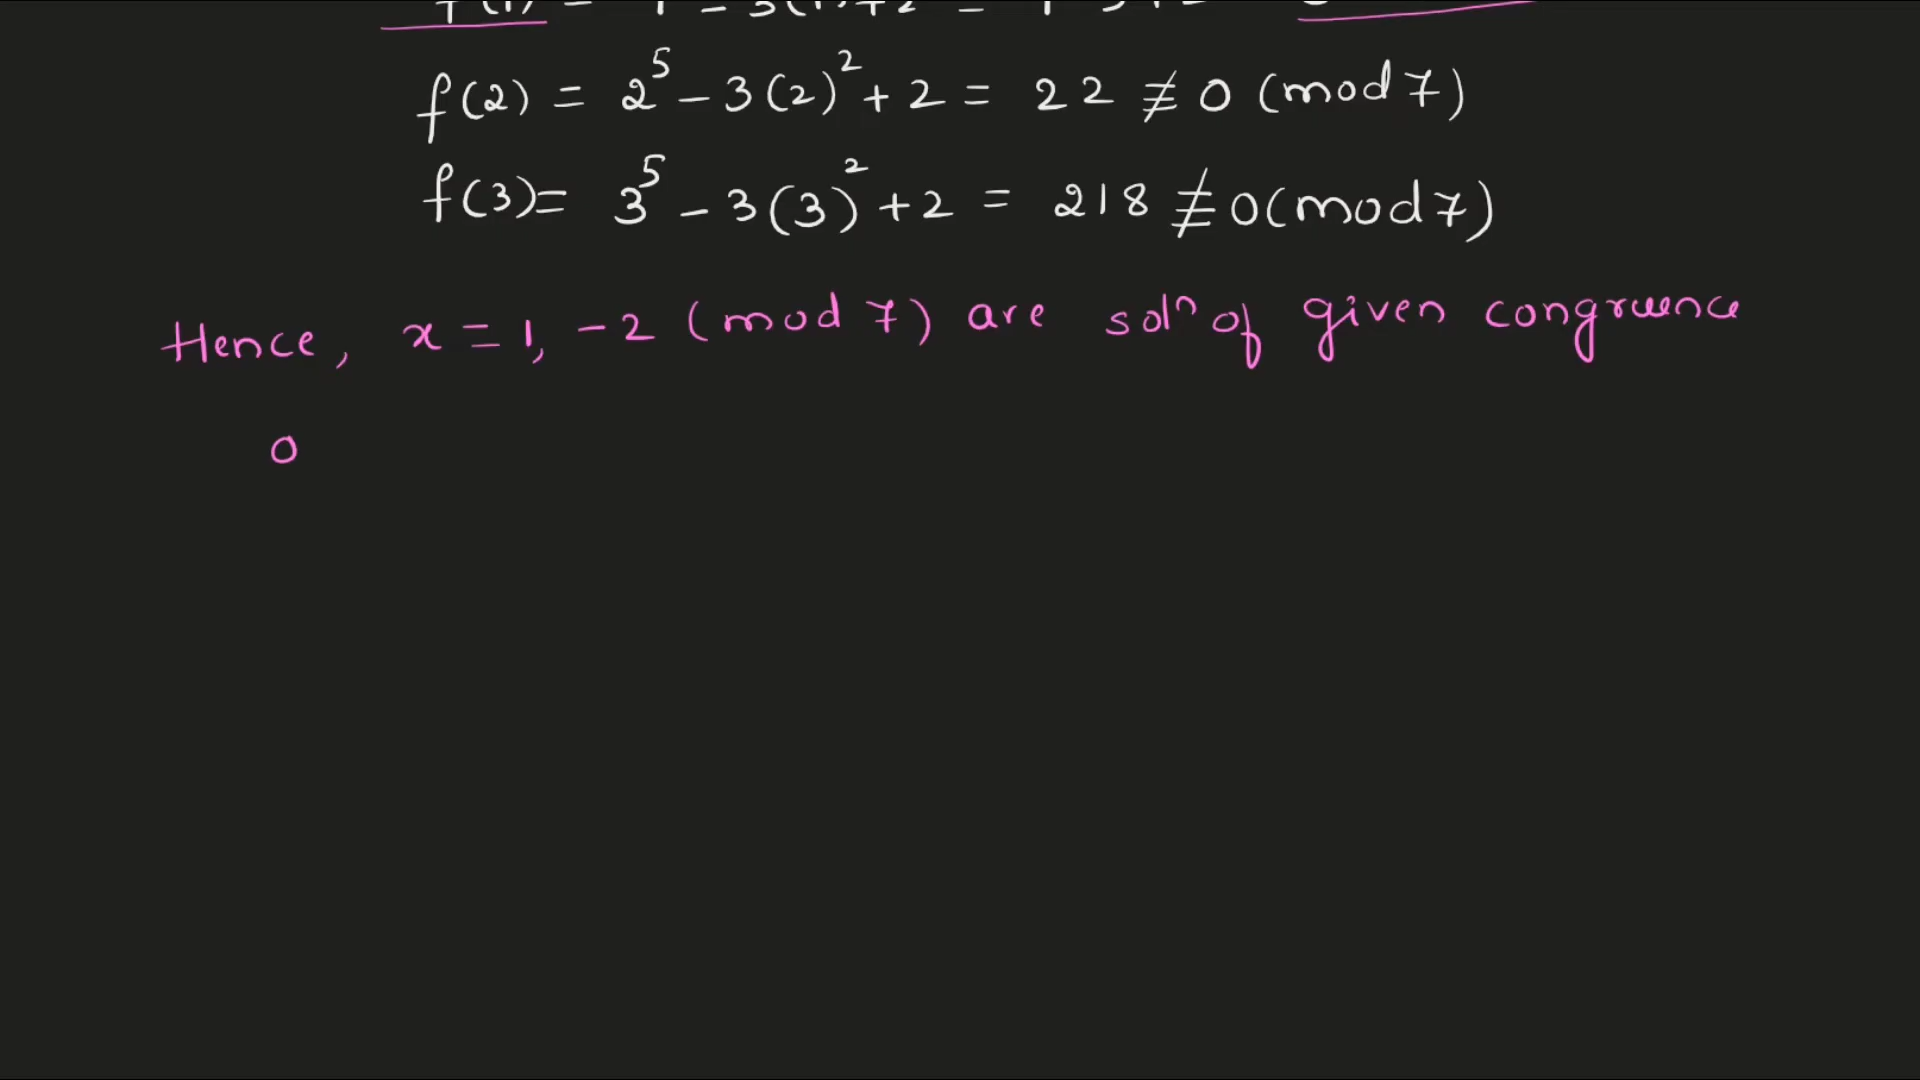 f(2) = 2⁵ - 3(2)² + 2 = 22 ≢ 0 (mod 7)
f(3) = 3⁵ - 3(3)² + 2 = 218 ≢ 0(mod 7)
Hence, x = 1, -2 (mod 7) are solⁿ of given congruence
O